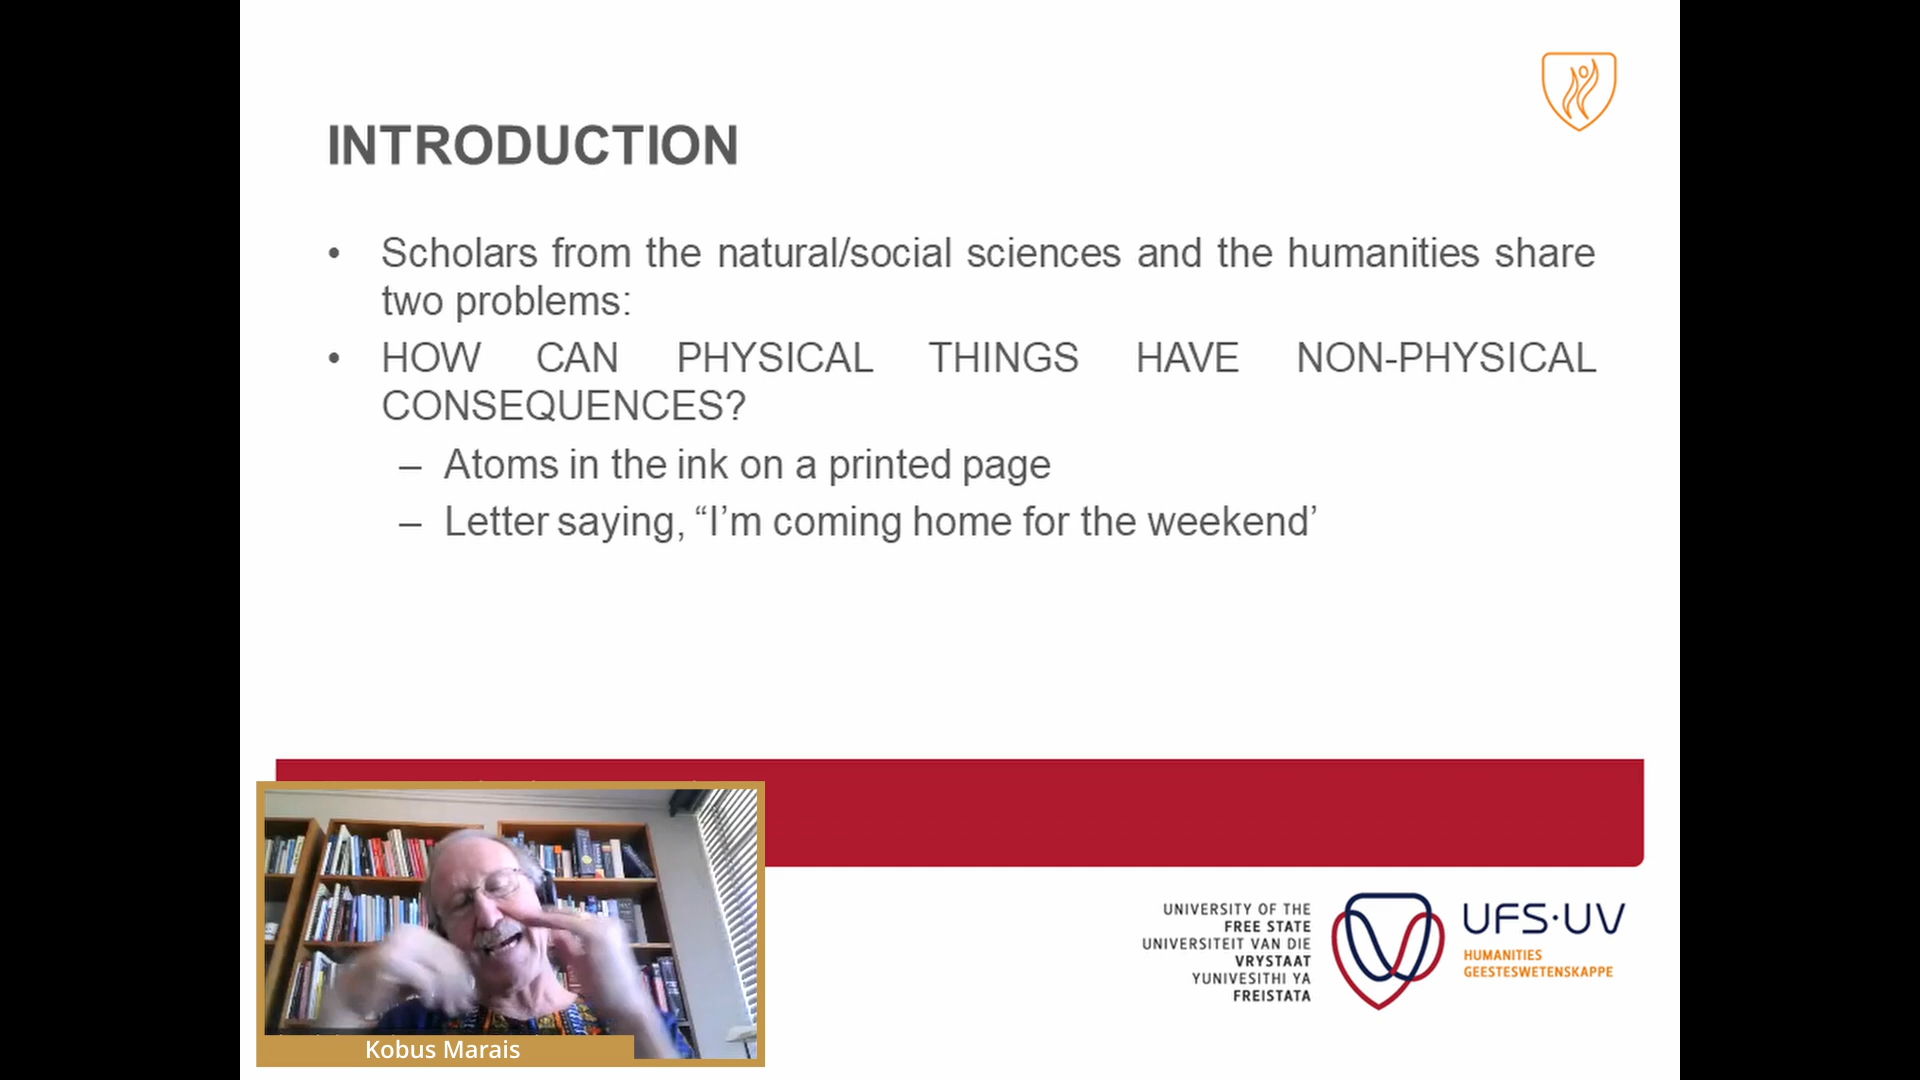 INTRODUCTION
• Scholars from the natural/social sciences and the humanities share
two problems:
• HOW CAN PHYSICAL THINGS HAVE NON-PHYSICAL
CONSEQUENCES?
– Atoms in the ink on a printed page
– Letter saying, “I’m coming home for the weekend’
UNIVERSITY OF THE
FREE STATE
UNIVERSITEIT VAN DIE
VRYSTAAT
YUNIVESITHI YA
FREISTATA
UFS·UV
HUMANITIES
GEESTESWETENSKAPPE
Kobus Marais